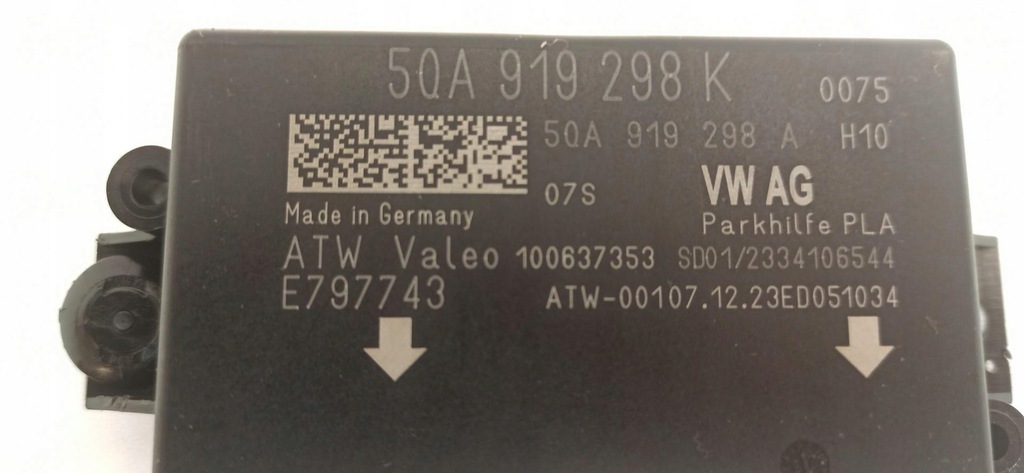 5QA 919 298 K 0075
5QA 919 298 A H10
07S VW AG
Made in Germany Parkhilfe PLA
ATW Valeo 100637353 SD01/2334106544
E797743 ATW-00107.12.23ED051034